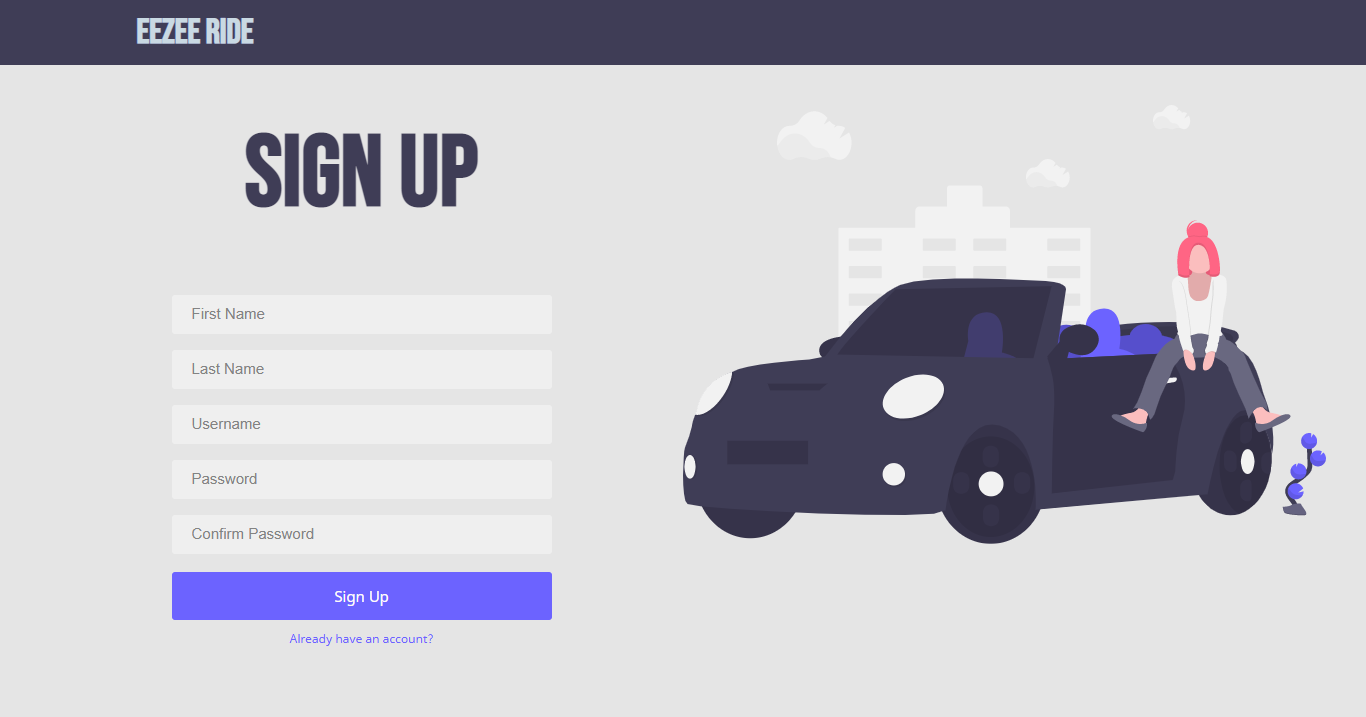 EEZEE RIDE
SIGN UP
First Name
Last Name
Username
Password
Confirm Password
Sign Up
Already have an account?